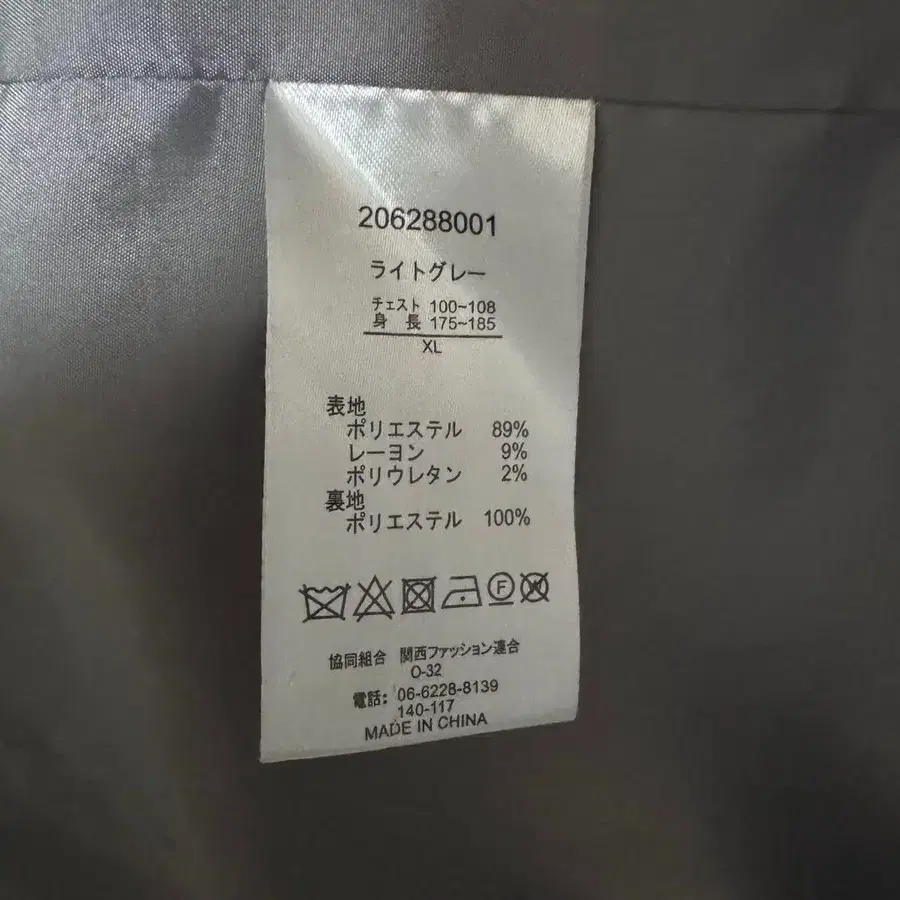 206288001
ライトグレー
チェスト 100~108
身 長 175~185
XL
表地
ポリエステル 89%
レーヨン 9%
ポリウレタン 2%
裏地
ポリエステル 100%
F
W
協同組合 関西ファッション連合
O-32
電話: 06-6228-8139
140-117
MADE IN CHINA